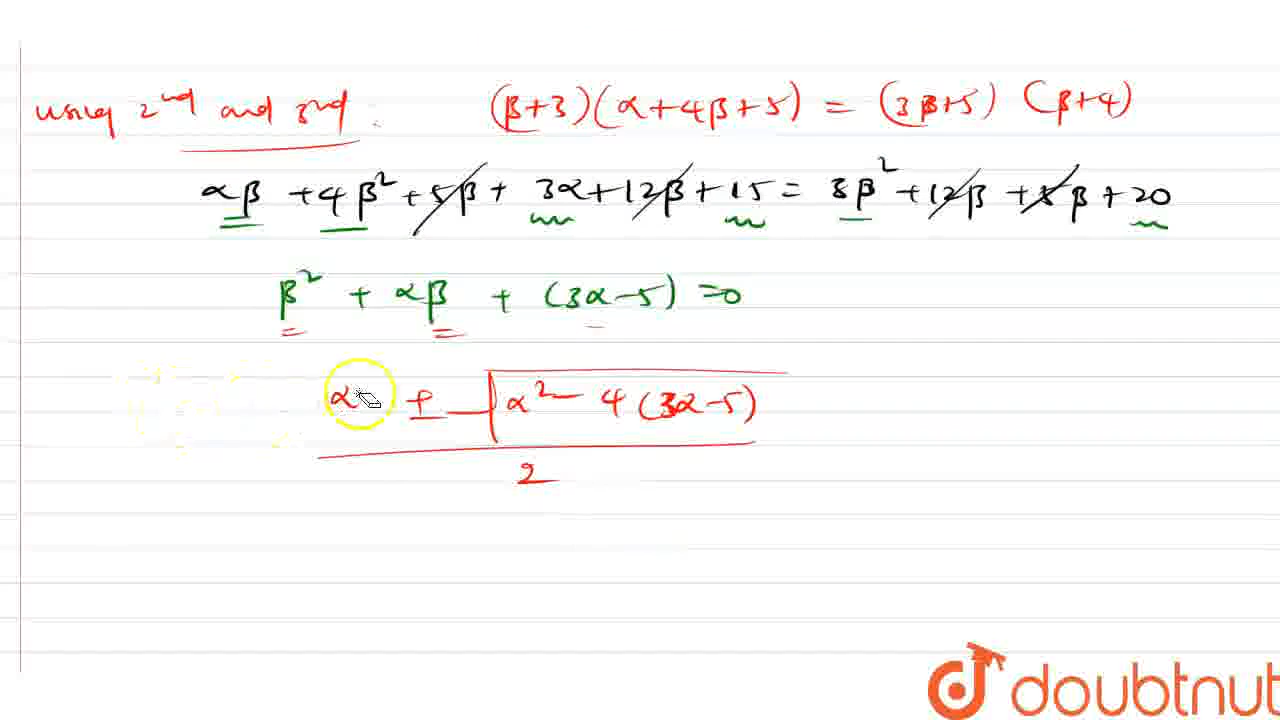 using 2nd and 3rd : (β+3)(α+4β+5) = (3β+5) (β+4)
αβ +4β² +5β + 3α+12β+15 = 3β² +12β +5β +20
β² + αβ + (3α-5) =0
α ± √α² - 4 (3α-5)
2
doubtnut